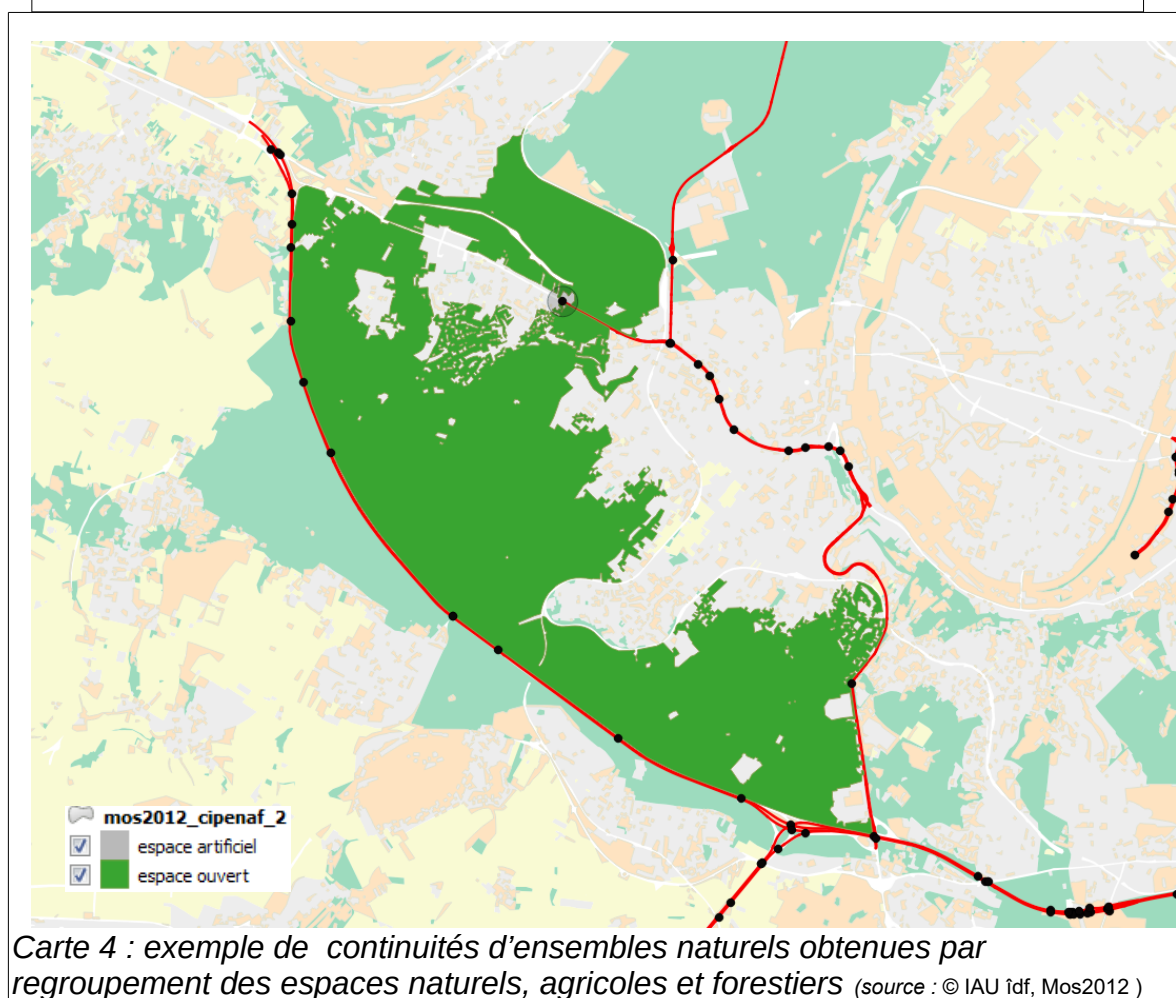 mos2012_cipenaf_2
espace artificiel
espace ouvert
Carte 4 : exemple de continuités d’ensembles naturels obtenues par
regroupement des espaces naturels, agricoles et forestiers (source : © IAU îdf, Mos2012 )